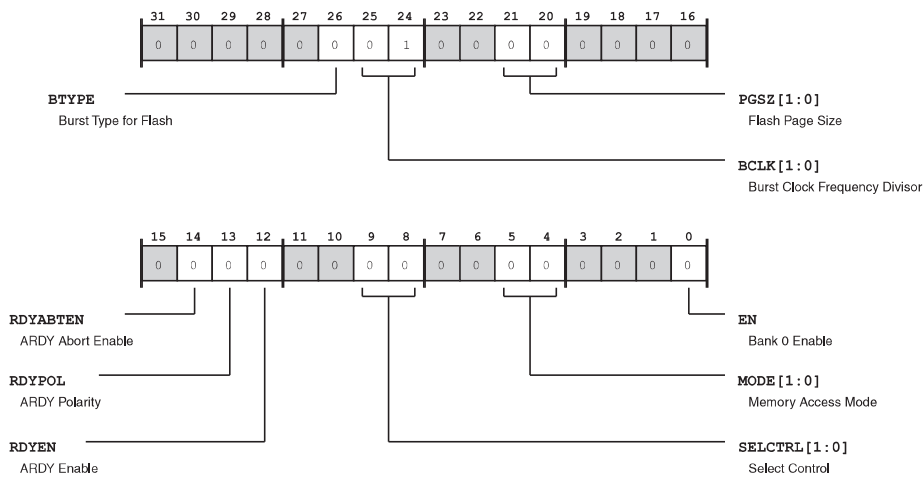 31 30 29 28 27 26 25 24 23 22 21 20 19 18 17 16
0 0 0 0 0 0 0 1 0 0 0 0 0 0 0 0
BTYPE
Burst Type for Flash
PGSZ[1:0]
Flash Page Size
BCLK[1:0]
Burst Clock Frequency Divisor
15 14 13 12 11 10 9 8 7 6 5 4 3 2 1 0
0 0 0 0 0 0 0 0 0 0 0 0 0 0 0 0
RDYABTEN
ARDY Abort Enable
RDYPOL
ARDY Polarity
RDYEN
ARDY Enable
EN
Bank 0 Enable
MODE[1:0]
Memory Access Mode
SELCTRL[1:0]
Select Control